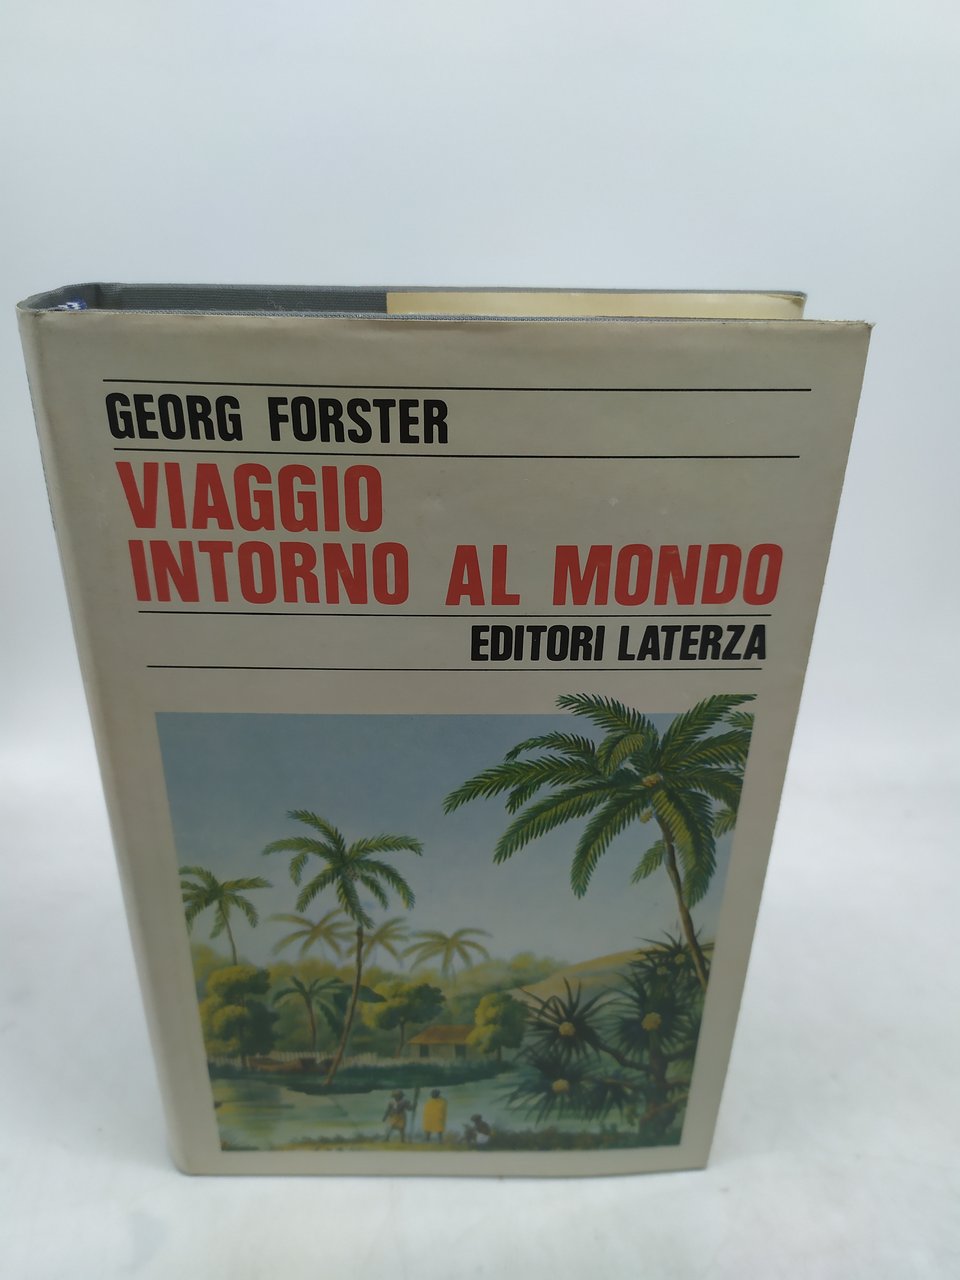 GEORG FORSTER
VIAGGIO
INTORNO AL MONDO
EDITORI LATERZA